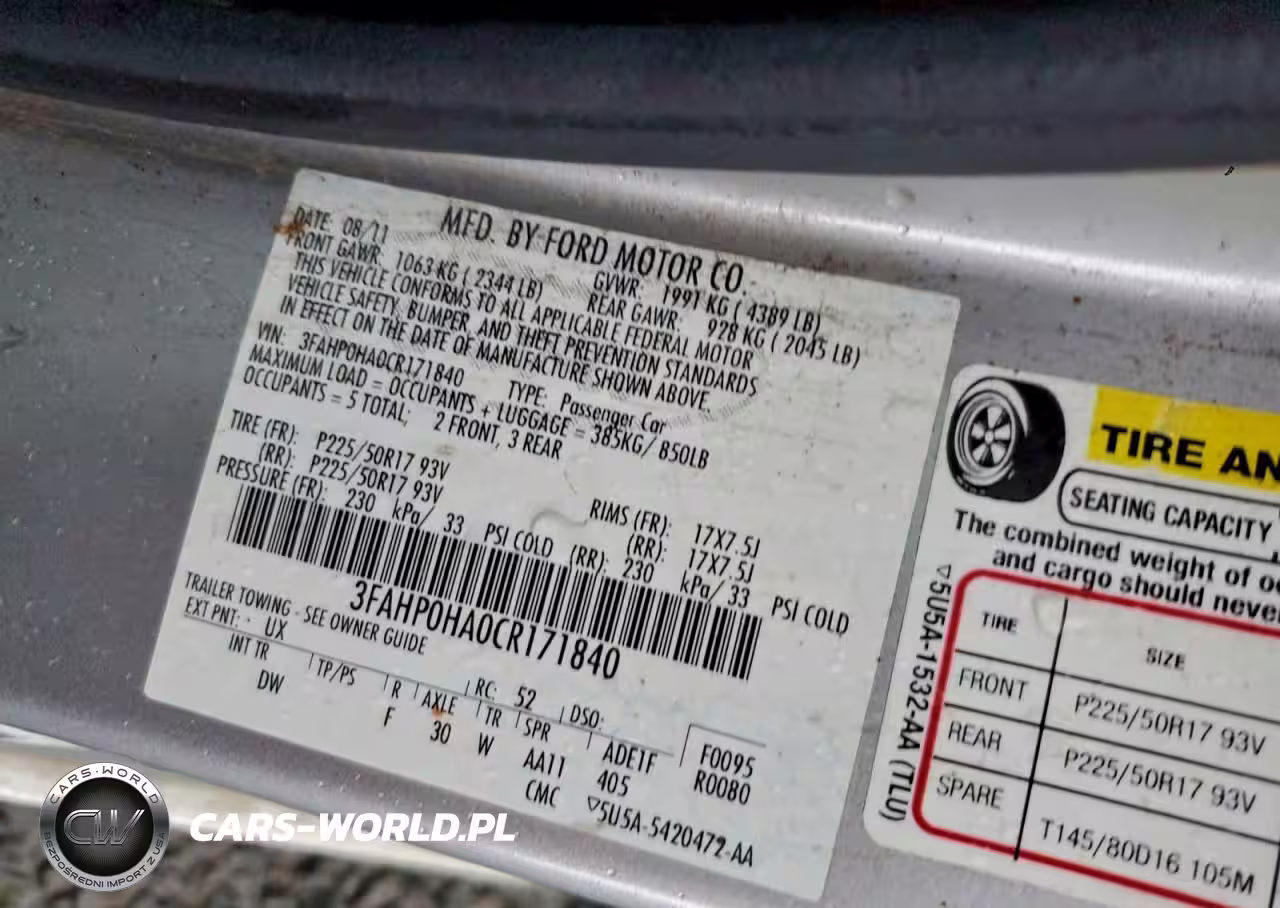 MFD. BY FORD MOTOR CO.
DATE: 08/11 GVWR: 1991 KG ( 4389 LB)
FRONT GAWR: 1063 KG ( 2344 LB) REAR GAWR: 928 KG ( 2045 LB)
THIS VEHICLE CONFORMS TO ALL APPLICABLE FEDERAL MOTOR
VEHICLE SAFETY, BUMPER, AND THEFT PREVENTION STANDARDS
IN EFFECT ON THE DATE OF MANUFACTURE SHOWN ABOVE.
VIN: 3FAHP0HA0CR171840 TYPE: Passenger Car
MAXIMUM LOAD = OCCUPANTS + LUGGAGE = 385KG/ 850LB
OCCUPANTS = 5 TOTAL; 2 FRONT, 3 REAR
TIRE (FR): P225/50R17 93V RIMS (FR): 17X7.5J
(RR): P225/50R17 93V (RR): 17X7.5J
PRESSURE (FR): 230 kPa/ 33 PSI COLD (RR): 230 kPa/ 33 PSI COLD
3FAHP0HA0CR171840
TRAILER TOWING - SEE OWNER GUIDE
EXT PNT: - UX RC: 52 DSO: F0095
INT TR TP/PS R AXLE TR SPR ADE1F R0080
DW F 30 W AA11 405
CMC ▽5U5A-5420472-AA
TIRE AN
SEATING CAPACITY
The combined weight of oc
and cargo should neve
TIRE SIZE
FRONT P225/50R17 93V
REAR P225/50R17 93V
SPARE T145/80D16 105M
▽5U5A-1532-AA (TLU)
CARS-WORLD
CW
BEZPOŚREDNI IMPORT Z USA
CARS-WORLD.PL